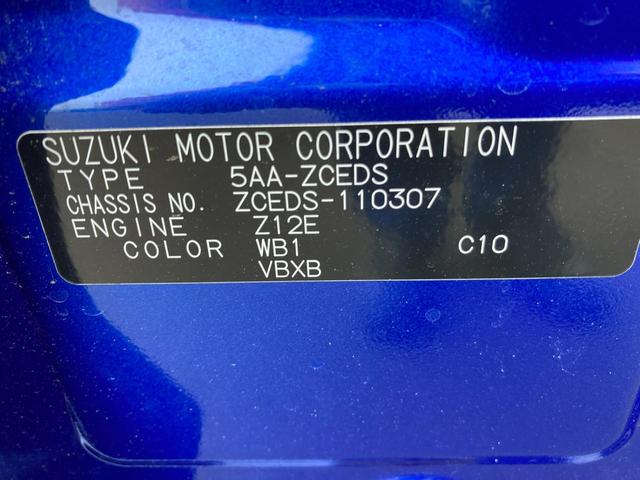 SUZUKI MOTOR CORPORATION
TYPE 5AA-ZCEDS
CHASSIS NO. ZCEDS-110307
ENGINE Z12E
COLOR WB1 C10
VBXB